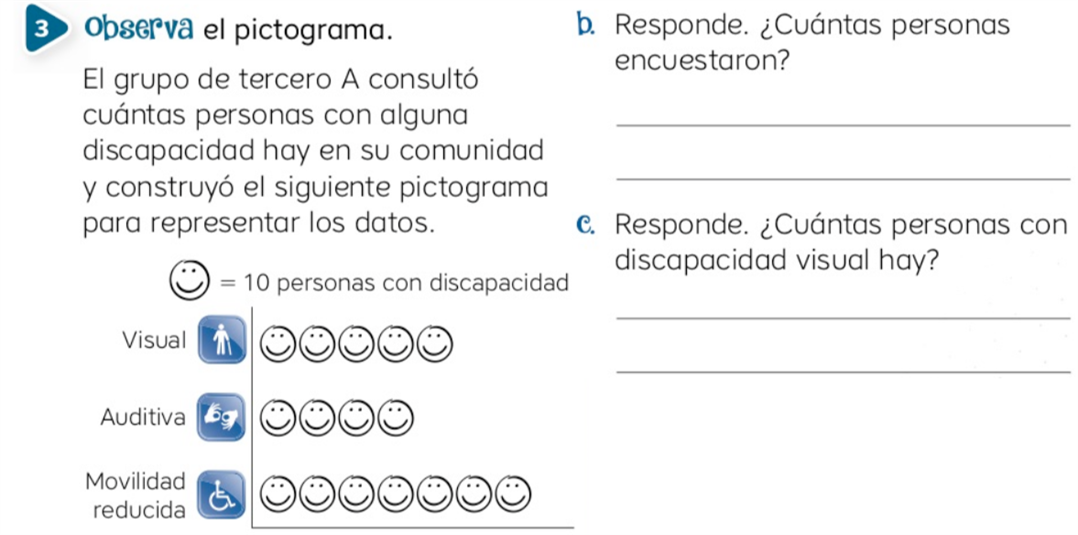 3 Observa el pictograma.
El grupo de tercero A consultó
cuántas personas con alguna
discapacidad hay en su comunidad
y construyó el siguiente pictograma
para representar los datos.
= 10 personas con discapacidad
Visual
Auditiva
Movilidad
reducida
b. Responde. ¿Cuántas personas
encuestaron?
c. Responde. ¿Cuántas personas con
discapacidad visual hay?